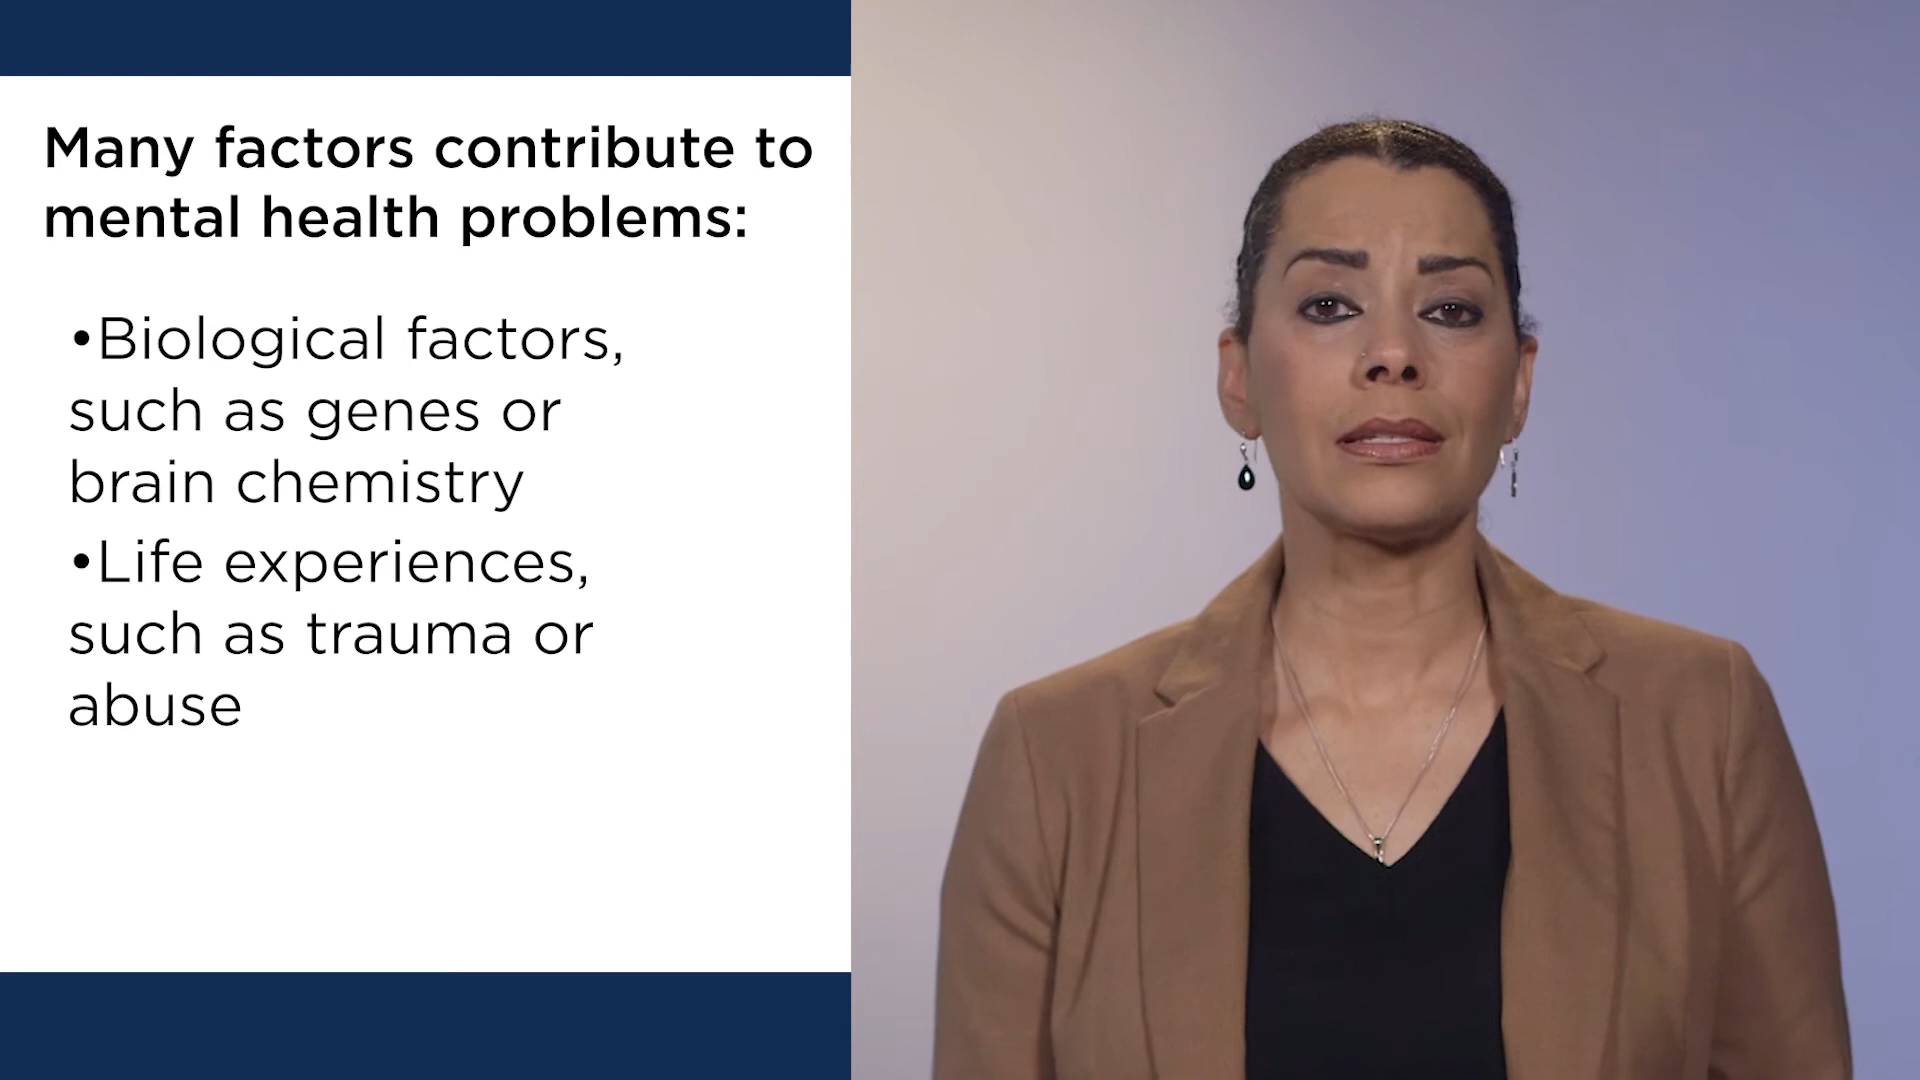 Many factors contribute to
mental health problems:
•Biological factors,
such as genes or
brain chemistry
•Life experiences,
such as trauma or
abuse